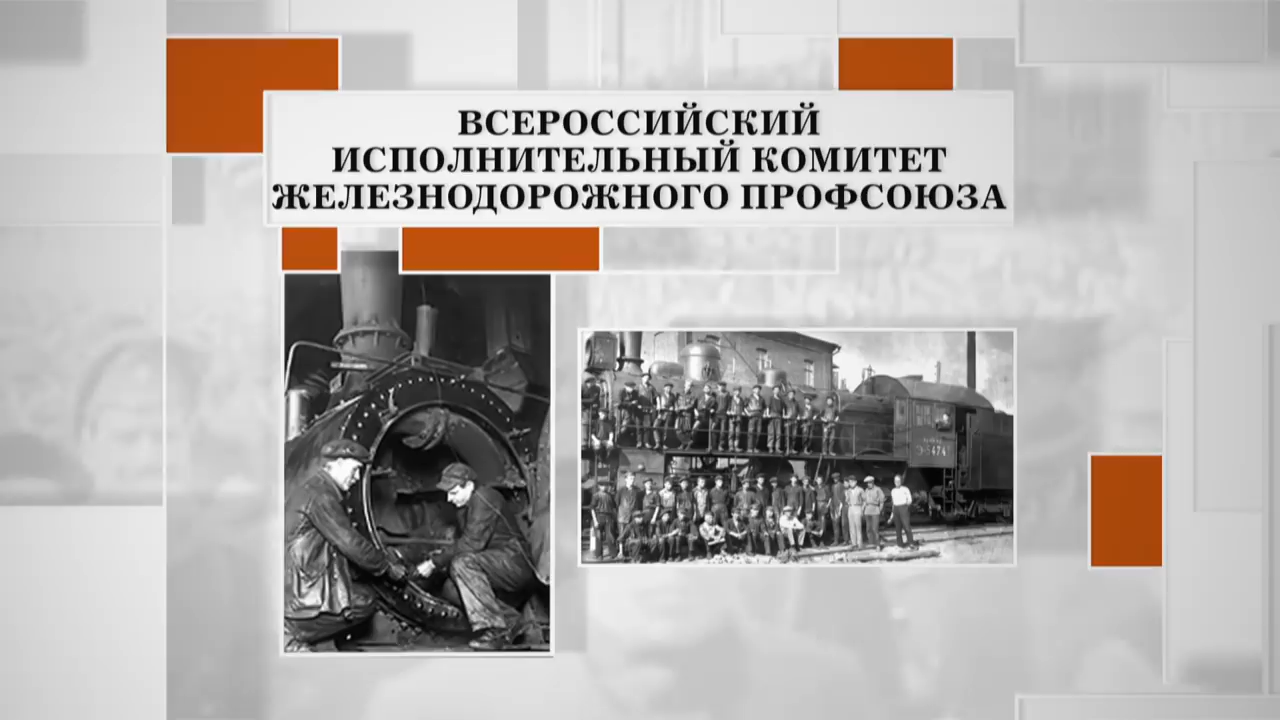 ВСЕРОССИЙСКИЙ
ИСПОЛНИТЕЛЬНЫЙ КОМИТЕТ
ЖЕЛЕЗНОДОРОЖНОГО ПРОФСОЮЗА